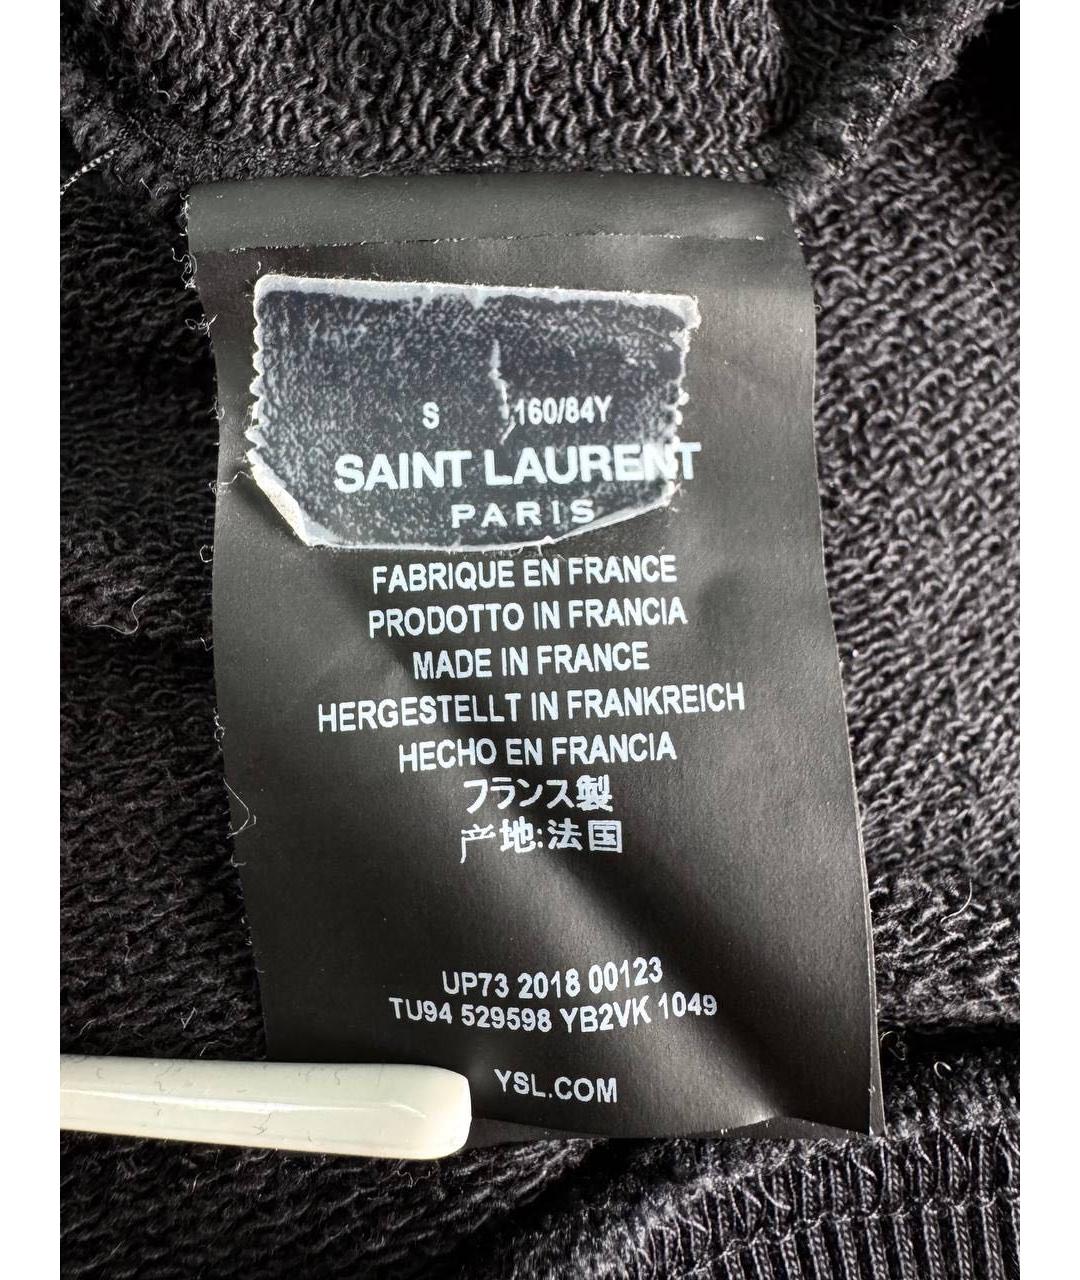 S 160/84Y
SAINT LAURENT
PARIS
FABRIQUE EN FRANCE
PRODOTTO IN FRANCIA
MADE IN FRANCE
HERGESTELLT IN FRANKREICH
HECHO EN FRANCIA
フランス製
产地:法国
UP73 2018 00123
TU94 529598 YB2VK 1049
YSL.COM